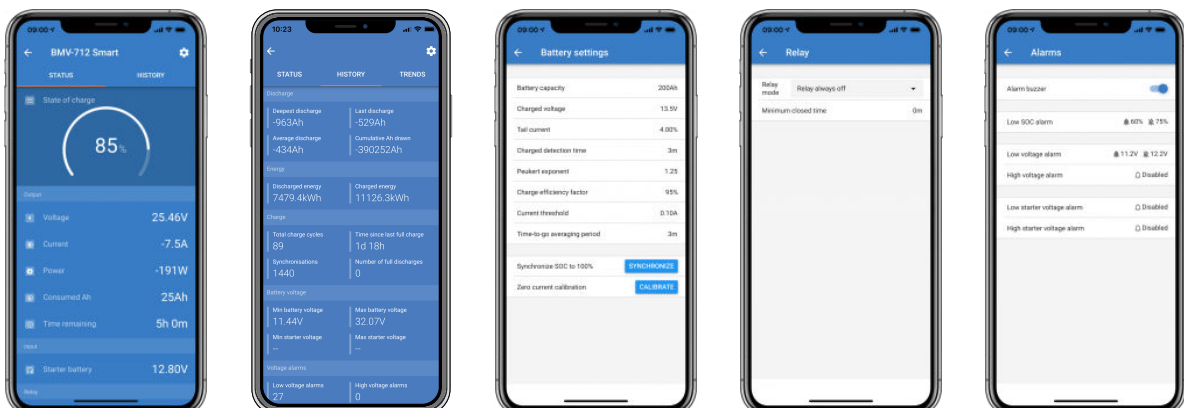 09:00
BMV-712 Smart
STATUS HISTORY
State of charge
85%
Output
Voltage 25.46V
Current -7.5A
Power -191W
Consumed Ah 25Ah
Time remaining 5h 0m
Input
Starter battery 12.80V
Relay
10:23
STATUS HISTORY TRENDS
Discharge
Deepest discharge Last discharge
-963Ah -529Ah
Average discharge Cumulative Ah drawn
-434Ah -390252Ah
Energy
Discharged energy Charged energy
7479.4kWh 11126.3kWh
Charge
Total charge cycles Time since last full charge
89 1d 18h
Synchronisations Number of full discharges
1440 0
Battery voltage
Min battery voltage Max battery voltage
11.44V 32.07V
Min starter voltage Max starter voltage
-- --
Voltage alarms
Low voltage alarms High voltage alarms
27 0
09:00
Battery settings
Battery capacity 200Ah
Charged voltage 13.5V
Tail current 4.00%
Charged detection time 3m
Peukert exponent 1.25
Charge efficiency factor 95%
Current threshold 0.10A
Time-to-go averaging period 3m
Synchronize SOC to 100% SYNCHRONIZE
Zero current calibration CALIBRATE
09:00
Relay
Relay
mode Relay always off
Minimum closed time 0m
09:00
Alarms
Alarm buzzer
Low SOC alarm 60% 75%
Low voltage alarm 11.2V 12.2V
High voltage alarm Disabled
Low starter voltage alarm Disabled
High starter voltage alarm Disabled